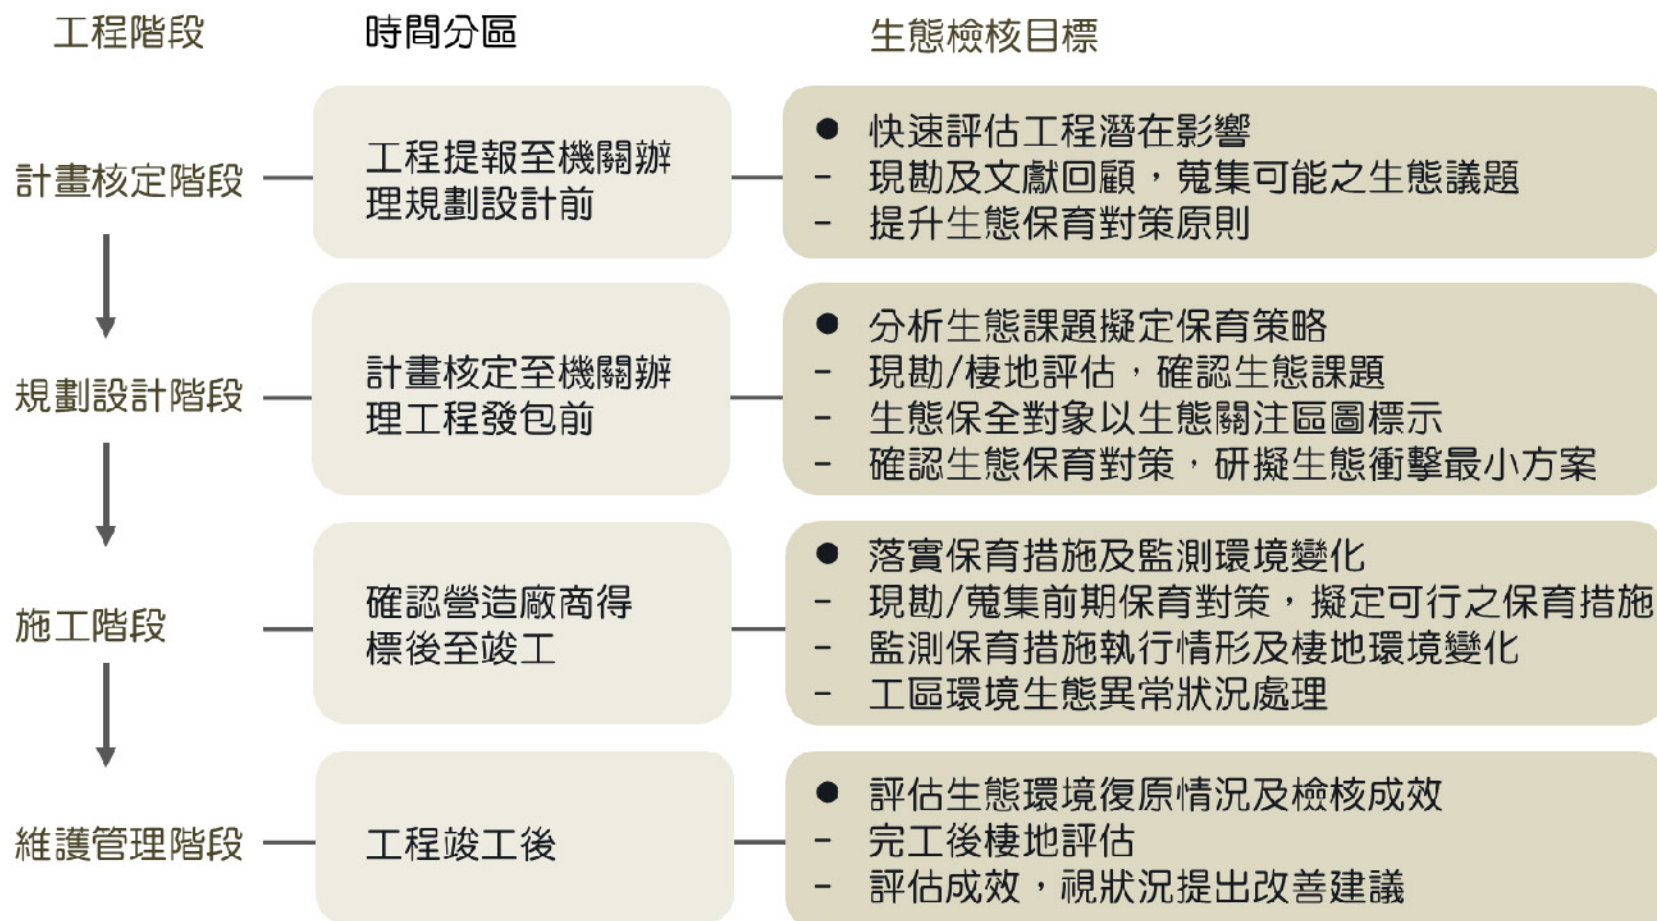 工程階段
時間分區
生態檢核目標
計畫核定階段
工程提報至機關辦
理規劃設計前
● 快速評估工程潛在影響
- 現勘及文獻回顧，蒐集可能之生態議題
- 提升生態保育對策原則
規劃設計階段
計畫核定至機關辦
理工程發包前
● 分析生態課題擬定保育策略
- 現勘/棲地評估，確認生態課題
- 生態保全對象以生態關注區圖標示
- 確認生態保育對策，研擬生態衝擊最小方案
施工階段
確認營造廠商得
標後至竣工
● 落實保育措施及監測環境變化
- 現勘/蒐集前期保育對策，擬定可行之保育措施
- 監測保育措施執行情形及棲地環境變化
- 工區環境生態異常狀況處理
維護管理階段
工程竣工後
● 評估生態環境復原情況及檢核成效
- 完工後棲地評估
- 評估成效，視狀況提出改善建議